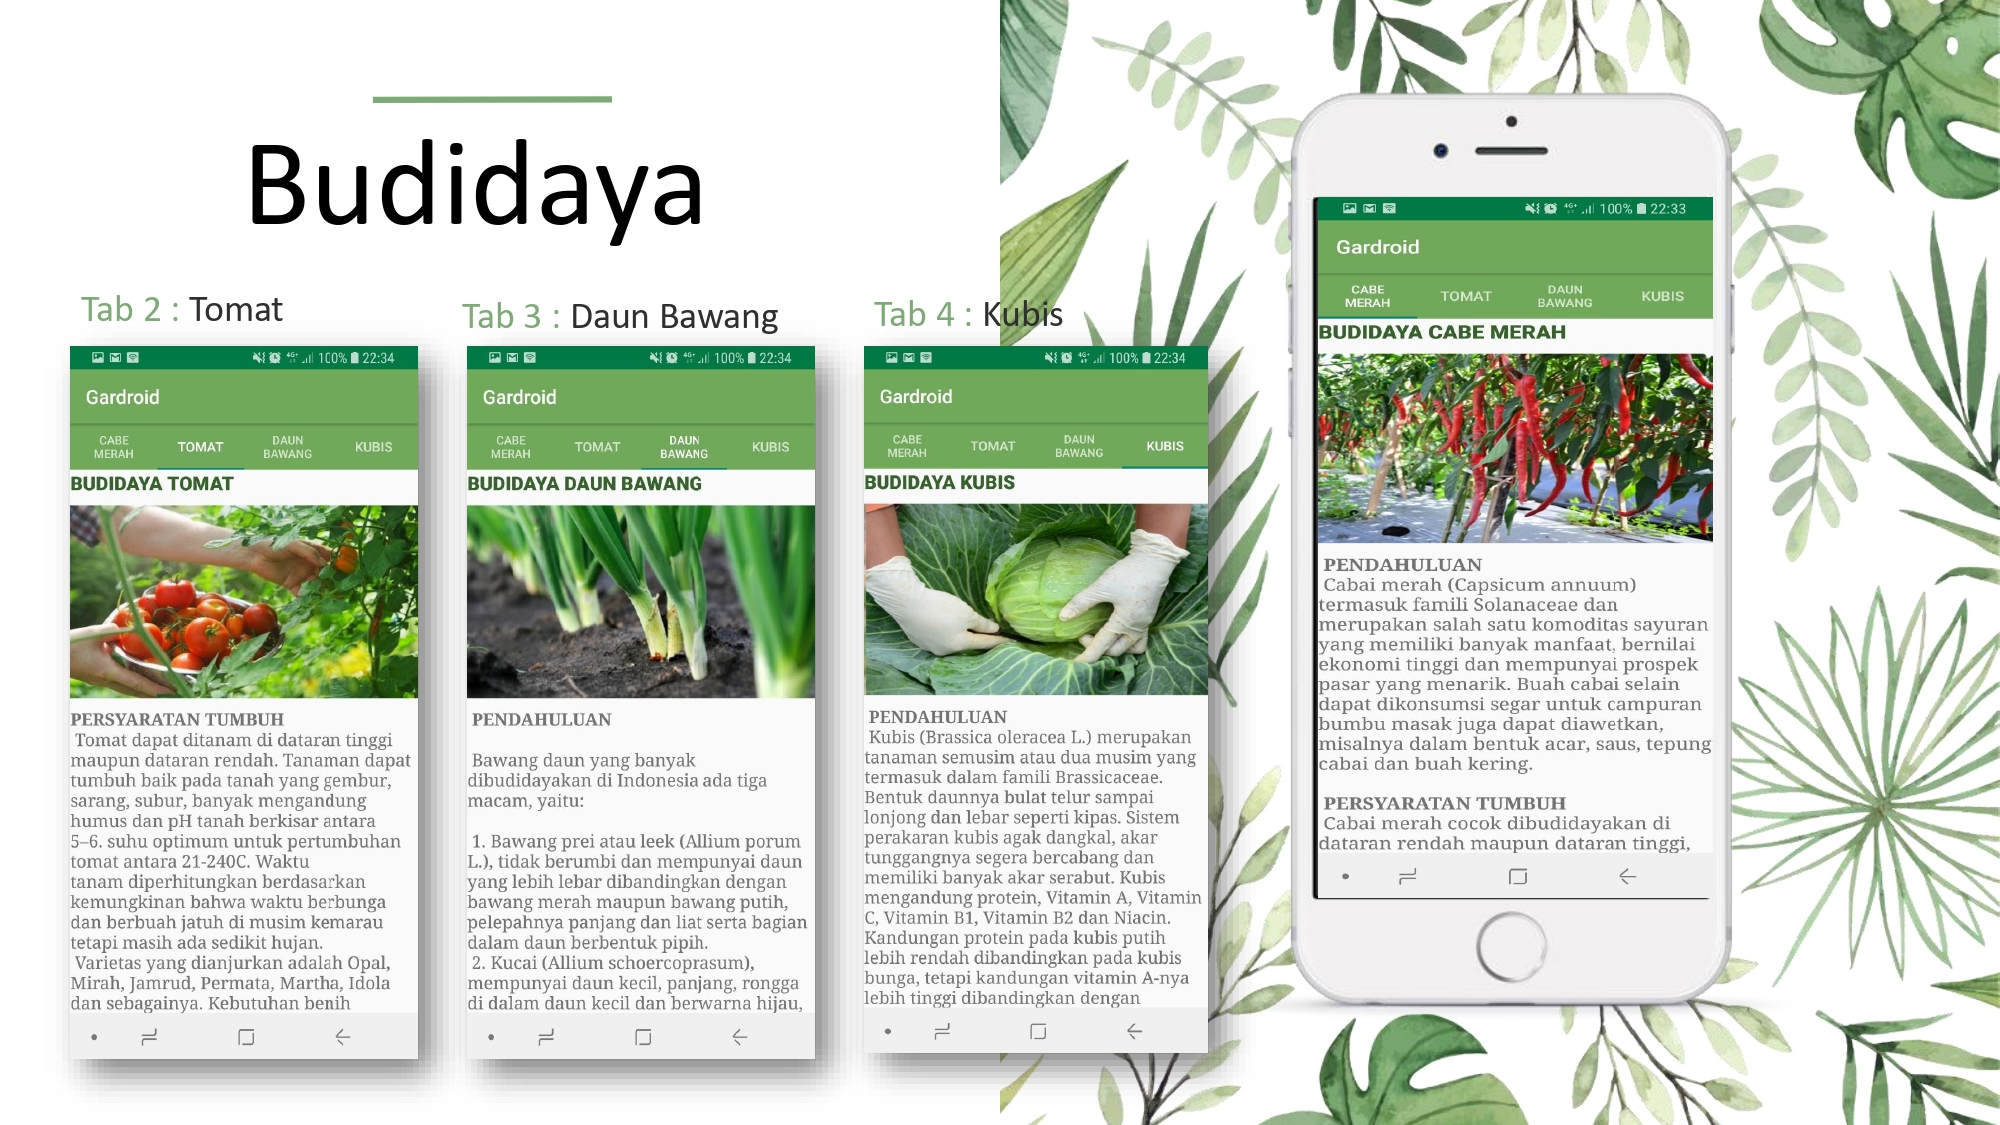 Budidaya
Tab 2 : Tomat
100% 22:34
Gardroid
CABE MERAH
TOMAT
DAUN BAWANG
KUBIS
BUDIDAYA TOMAT
PERSYARATAN TUMBUH
Tomat dapat ditanam di dataran tinggi
maupun dataran rendah. Tanaman dapat
tumbuh baik pada tanah yang gembur,
sarang, subur, banyak mengandung
humus dan pH tanah berkisar antara
5–6. suhu optimum untuk pertumbuhan
tomat antara 21-240C. Waktu
tanam diperhitungkan berdasarkan
kemungkinan bahwa waktu berbunga
dan berbuah jatuh di musim kemarau
tetapi masih ada sedikit hujan.
Varietas yang dianjurkan adalah Opal,
Mirah, Jamrud, Permata, Martha, Idola
dan sebagainya. Kebutuhan benih
Tab 3 : Daun Bawang
4G+ 100% 22:34
Gardroid
CABE MERAH
TOMAT
DAUN BAWANG
KUBIS
BUDIDAYA DAUN BAWANG
PENDAHULUAN
Bawang daun yang banyak
dibudidayakan di Indonesia ada tiga
macam, yaitu:
1. Bawang prei atau leek (Allium porum
L.), tidak berumbi dan mempunyai daun
yang lebih lebar dibandingkan dengan
bawang merah maupun bawang putih,
pelepahnya panjang dan liat serta bagian
dalam daun berbentuk pipih.
2. Kucai (Allium schoercoprasum),
mempunyai daun kecil, panjang, rongga
di dalam daun kecil dan berwarna hijau,
Tab 4 : Kubis
4G+ 100% 22:34
Gardroid
CABE MERAH
TOMAT
DAUN BAWANG
KUBIS
BUDIDAYA KUBIS
PENDAHULUAN
Kubis (Brassica oleracea L.) merupakan
tanaman semusim atau dua musim yang
termasuk dalam famili Brassicaceae.
Bentuk daunnya bulat telur sampai
lonjong dan lebar seperti kipas. Sistem
perakaran kubis agak dangkal, akar
tunggangnya segera bercabang dan
memiliki banyak akar serabut. Kubis
mengandung protein, Vitamin A, Vitamin
C, Vitamin B1, Vitamin B2 dan Niacin.
Kandungan protein pada kubis putih
lebih rendah dibandingkan pada kubis
bunga, tetapi kandungan vitamin A-nya
lebih tinggi dibandingkan dengan
4G+ 100% 22:33
Gardroid
CABE MERAH
TOMAT
DAUN BAWANG
KUBIS
BUDIDAYA CABE MERAH
PENDAHULUAN
Cabai merah (Capsicum annuum)
termasuk famili Solanaceae dan
merupakan salah satu komoditas sayuran
yang memiliki banyak manfaat, bernilai
ekonomi tinggi dan mempunyai prospek
pasar yang menarik. Buah cabai selain
dapat dikonsumsi segar untuk campuran
bumbu masak juga dapat diawetkan,
misalnya dalam bentuk acar, saus, tepung
cabai dan buah kering.
PERSYARATAN TUMBUH
Cabai merah cocok dibudidayakan di
dataran rendah maupun dataran tinggi,